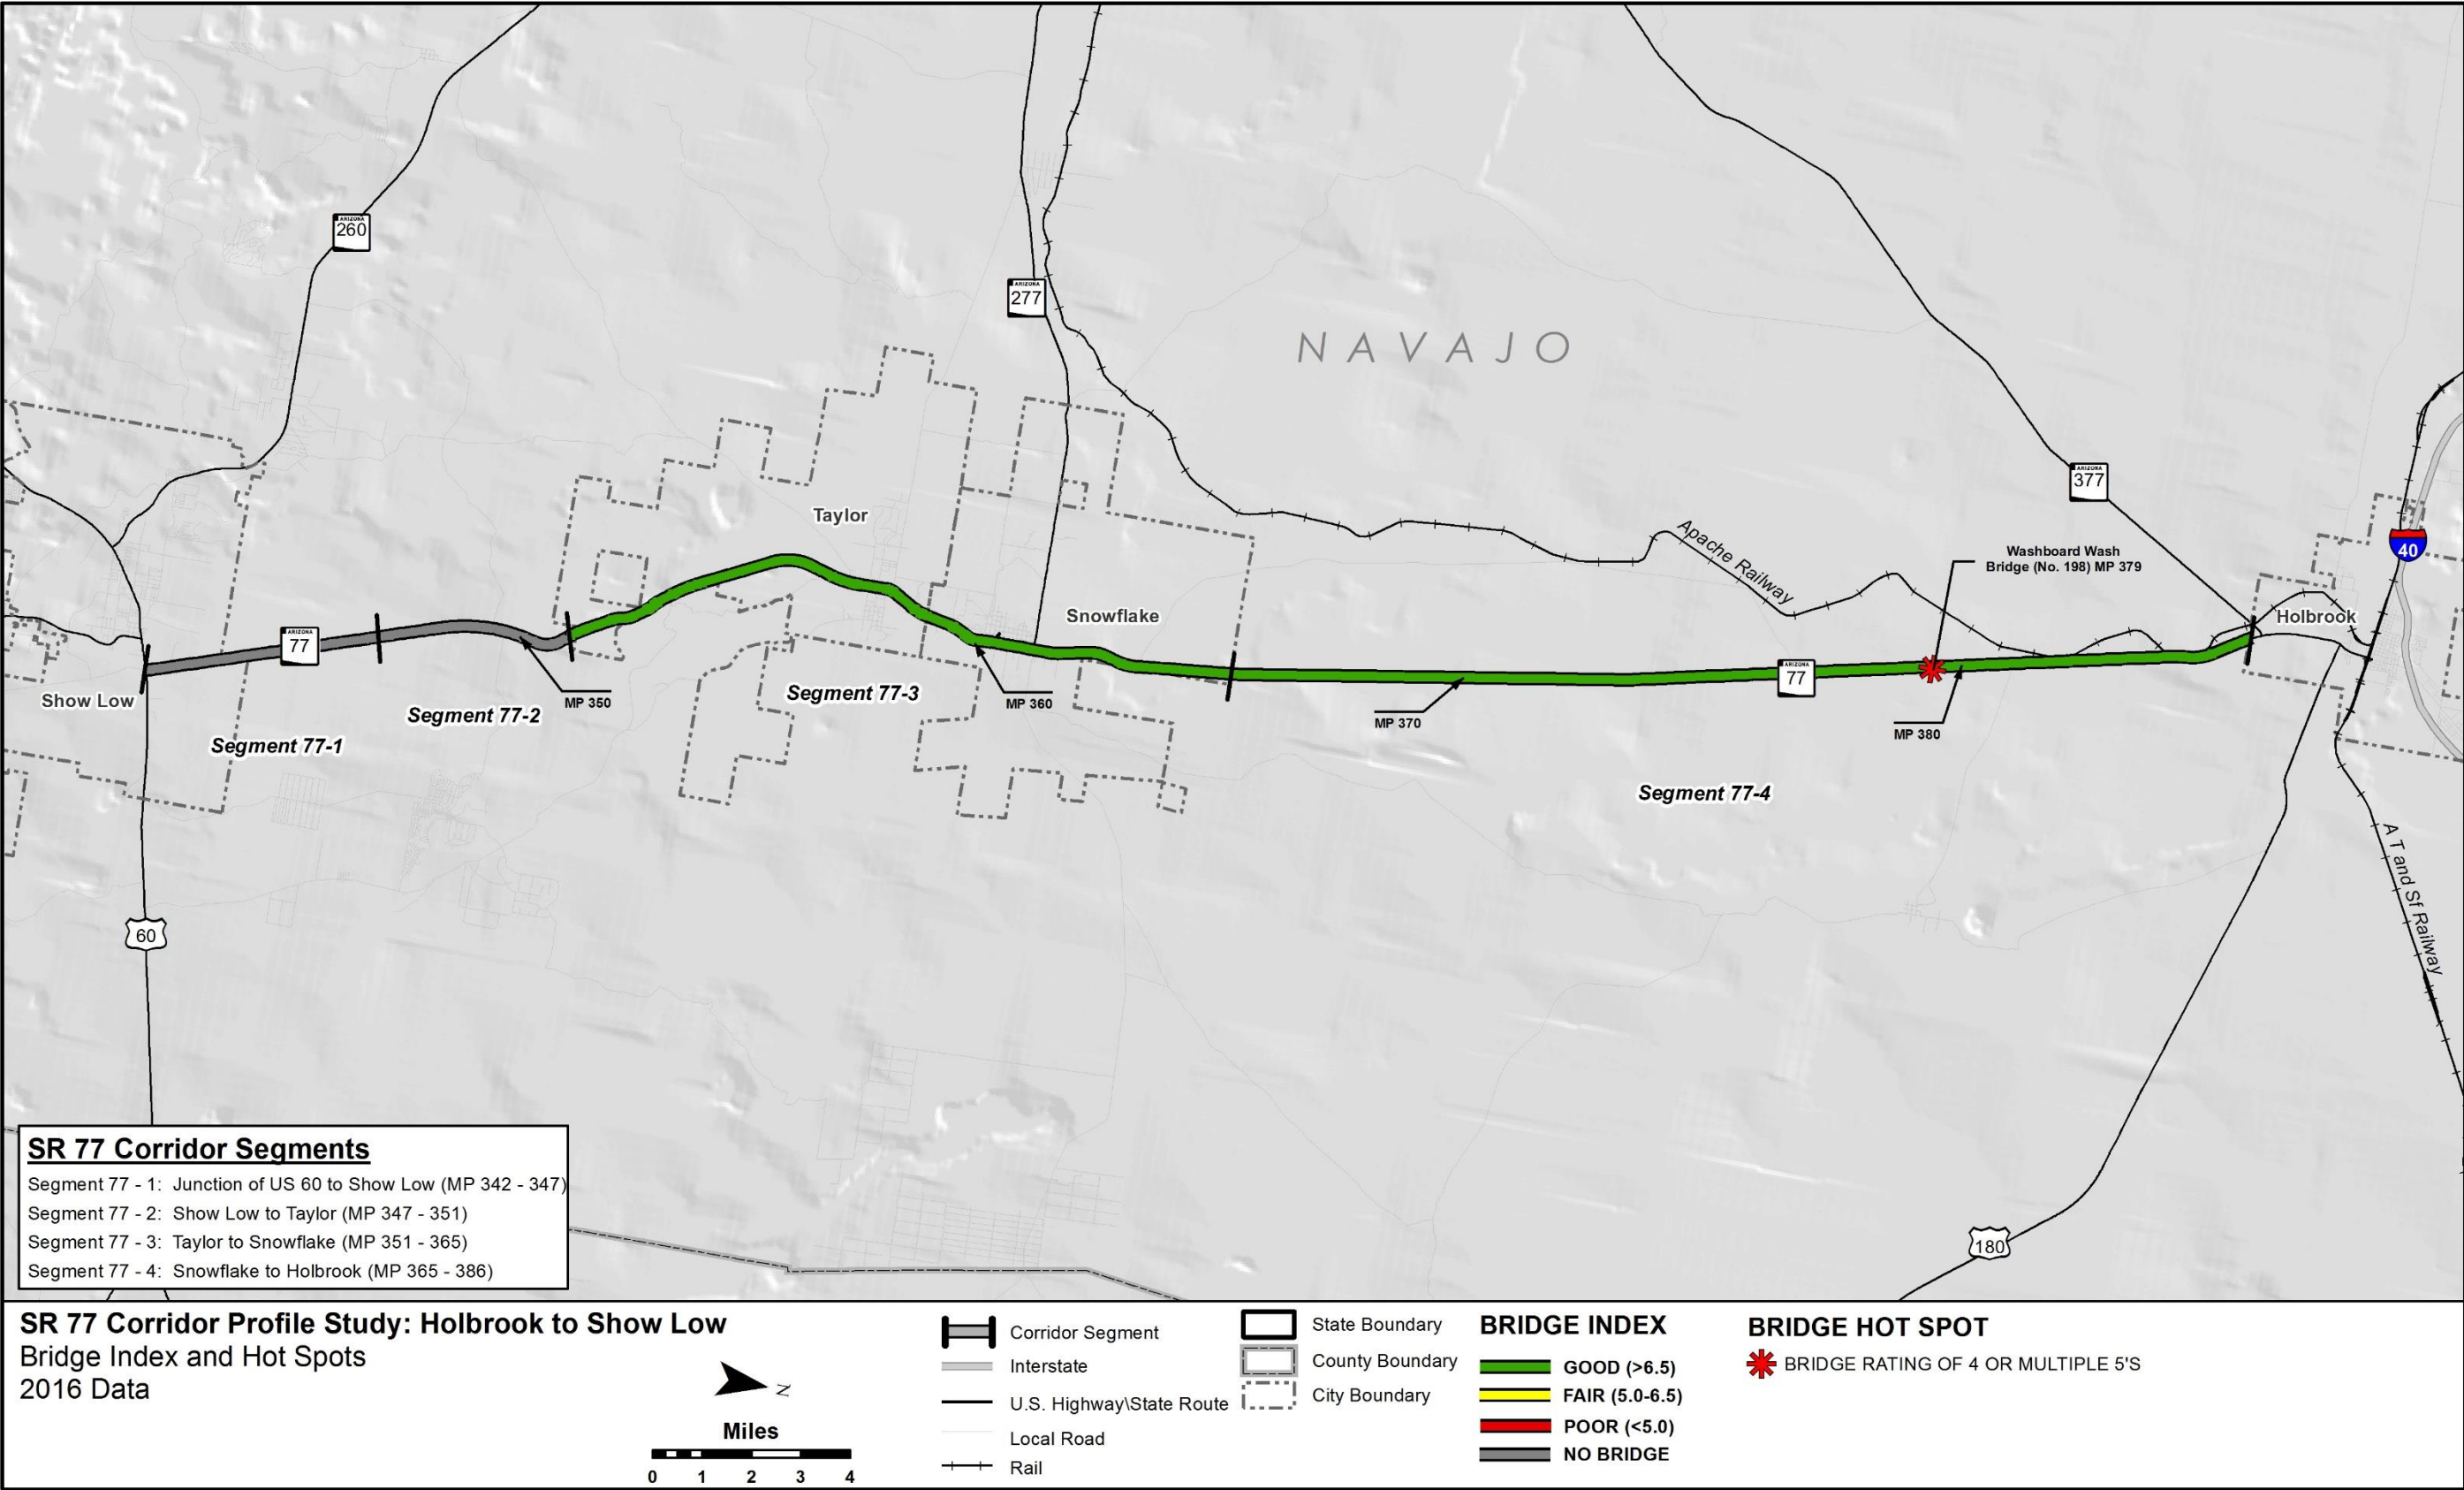 ARIZONA
260
ARIZONA
277
NAVAJO
ARIZONA
377
40
Taylor
Apache Railway
Washboard Wash
Bridge (No. 198) MP 379
Snowflake
Holbrook
ARIZONA
77
ARIZONA
77
Show Low
Segment 77-1
Segment 77-2
MP 350
Segment 77-3
MP 360
MP 370
MP 380
Segment 77-4
A T and Sf Railway
60
180
SR 77 Corridor Segments
Segment 77 - 1: Junction of US 60 to Show Low (MP 342 - 347)
Segment 77 - 2: Show Low to Taylor (MP 347 - 351)
Segment 77 - 3: Taylor to Snowflake (MP 351 - 365)
Segment 77 - 4: Snowflake to Holbrook (MP 365 - 386)
SR 77 Corridor Profile Study: Holbrook to Show Low
Bridge Index and Hot Spots
2016 Data
N
Miles
0 1 2 3 4
Corridor Segment
Interstate
U.S. Highway\State Route
Local Road
Rail
State Boundary
County Boundary
City Boundary
BRIDGE INDEX
GOOD (>6.5)
FAIR (5.0-6.5)
POOR (<5.0)
NO BRIDGE
BRIDGE HOT SPOT
BRIDGE RATING OF 4 OR MULTIPLE 5'S